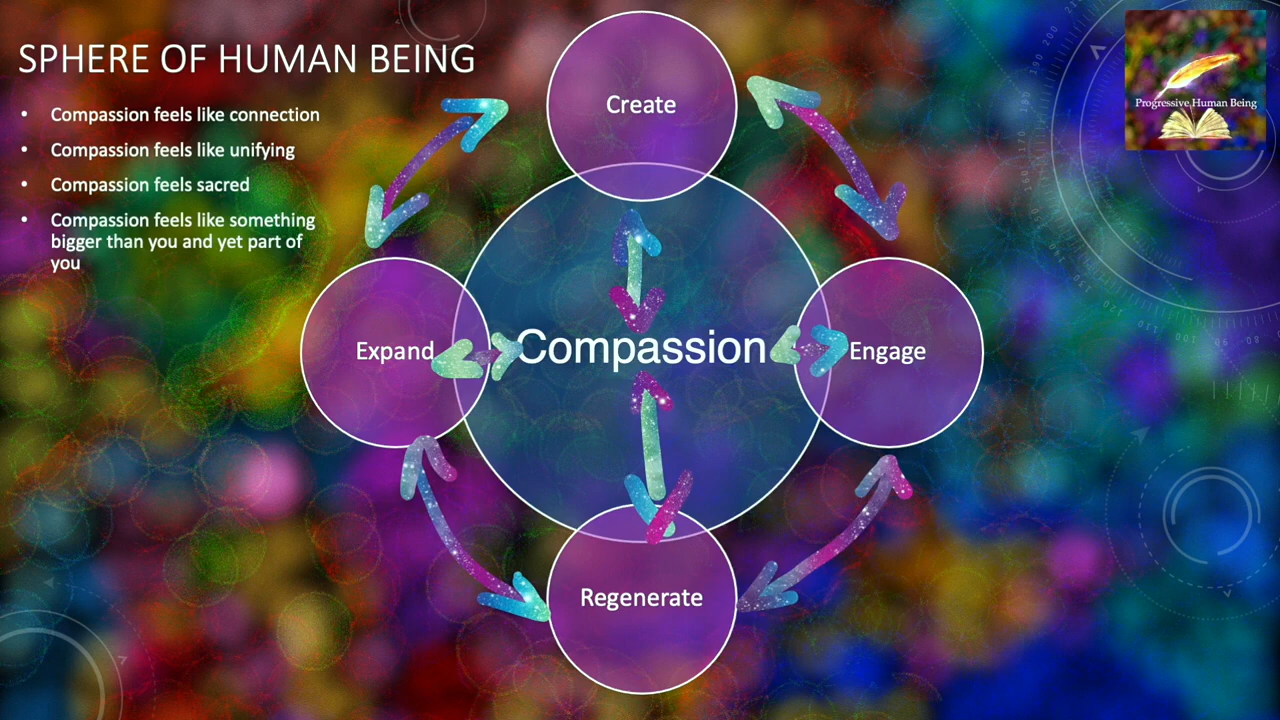 SPHERE OF HUMAN BEING
• Compassion feels like connection
• Compassion feels like unifying
• Compassion feels sacred
• Compassion feels like something
bigger than you and yet part of
you
Create
Expand
Compassion
Engage
Regenerate
Progressive Human Being